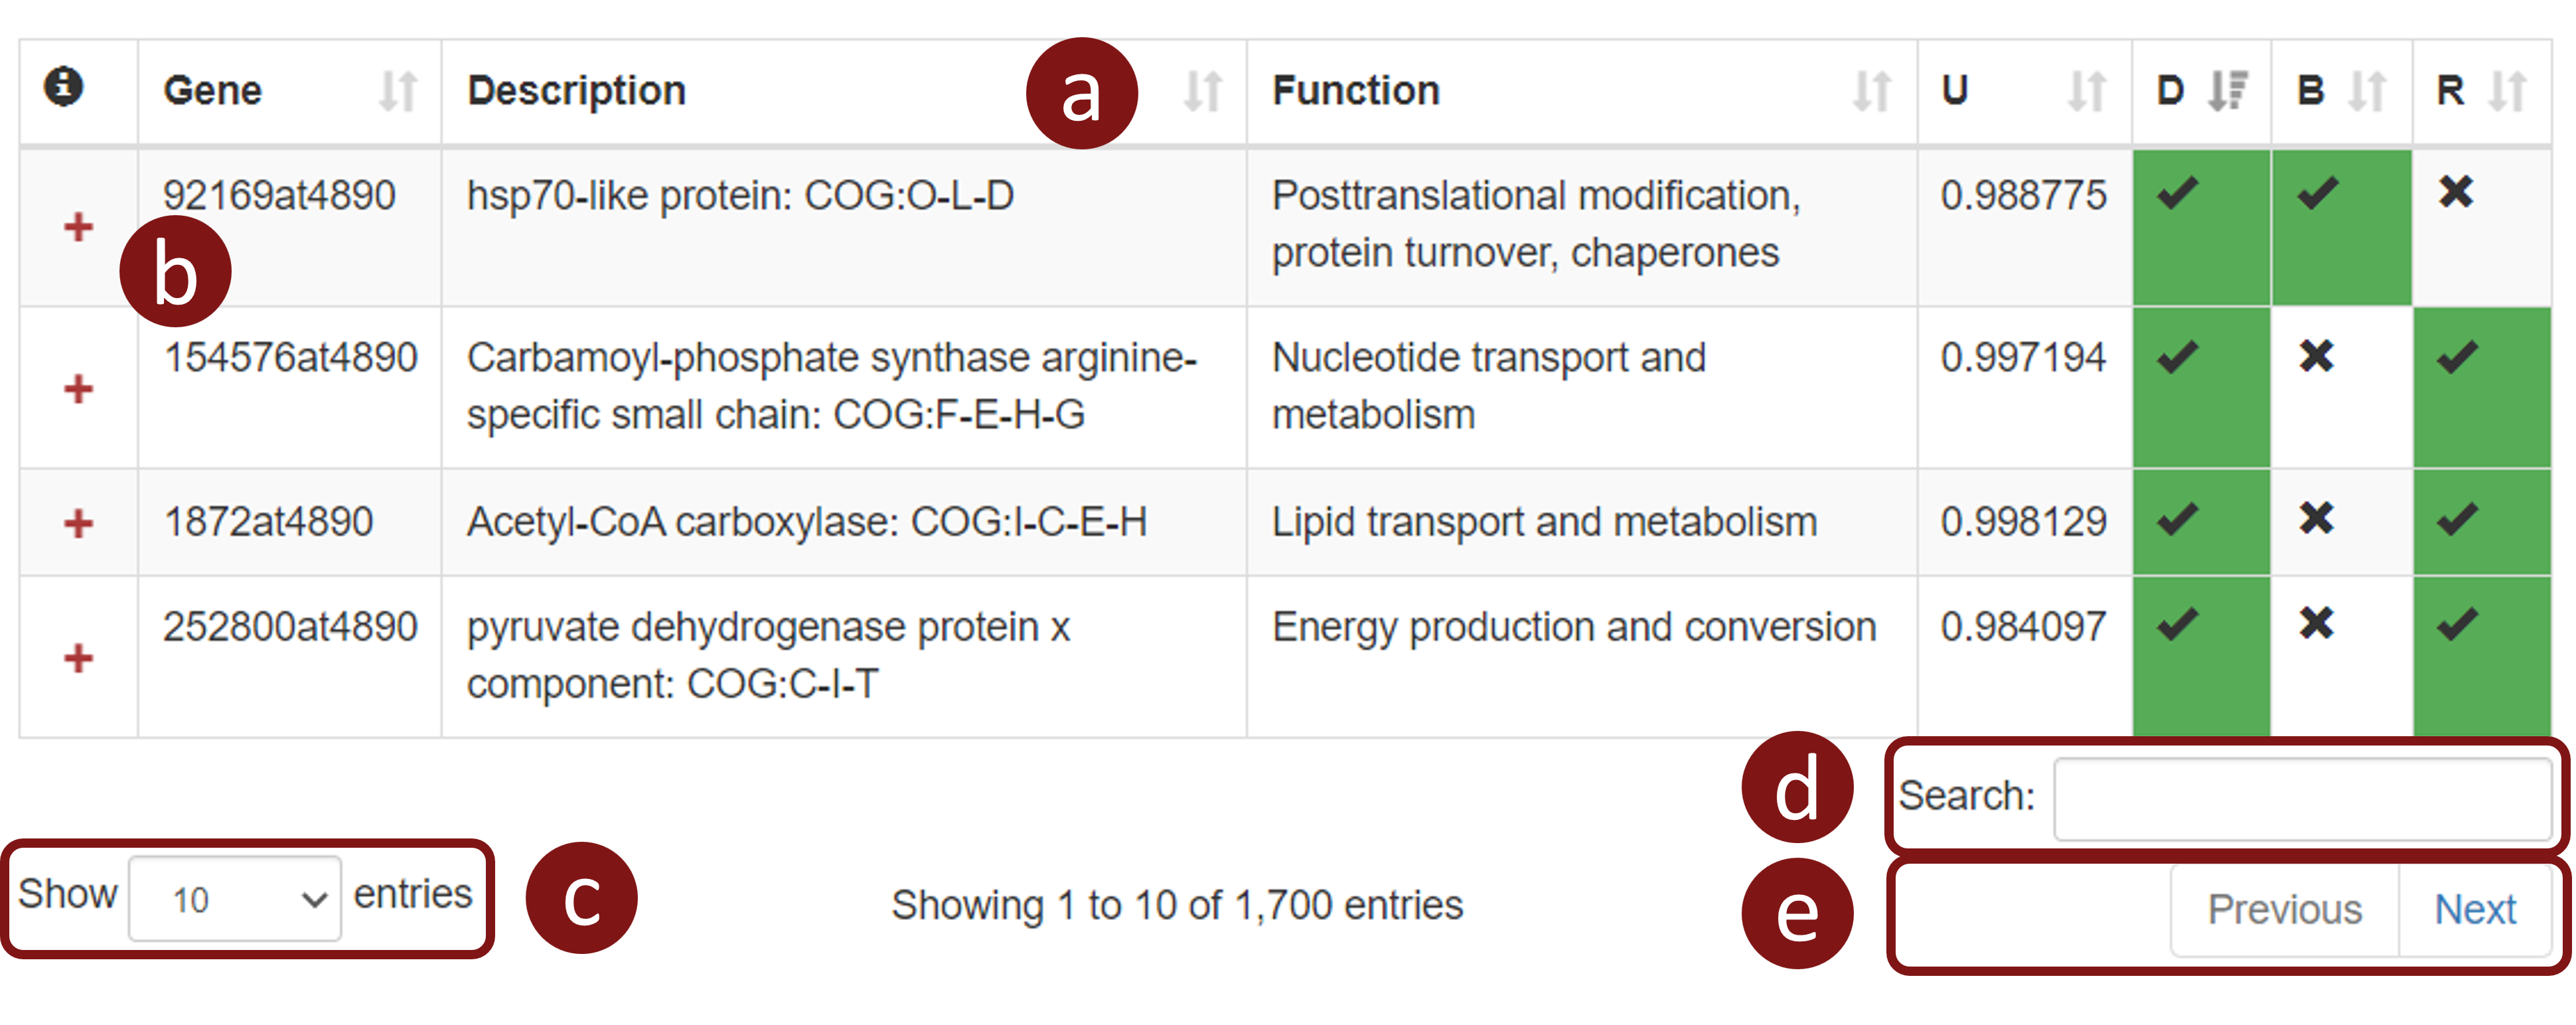 Gene Description a Function U D B R
92169at4890 hsp70-like protein: COG:O-L-D Posttranslational modification, 0.988775
protein turnover, chaperones
b
154576at4890 Carbamoyl-phosphate synthase arginine- Nucleotide transport and 0.997194
specific small chain: COG:F-E-H-G metabolism
1872at4890 Acetyl-CoA carboxylase: COG:I-C-E-H Lipid transport and metabolism 0.998129
252800at4890 pyruvate dehydrogenase protein x Energy production and conversion 0.984097
component: COG:C-I-T
d Search:
Show 10 entries c Showing 1 to 10 of 1,700 entries e Previous Next